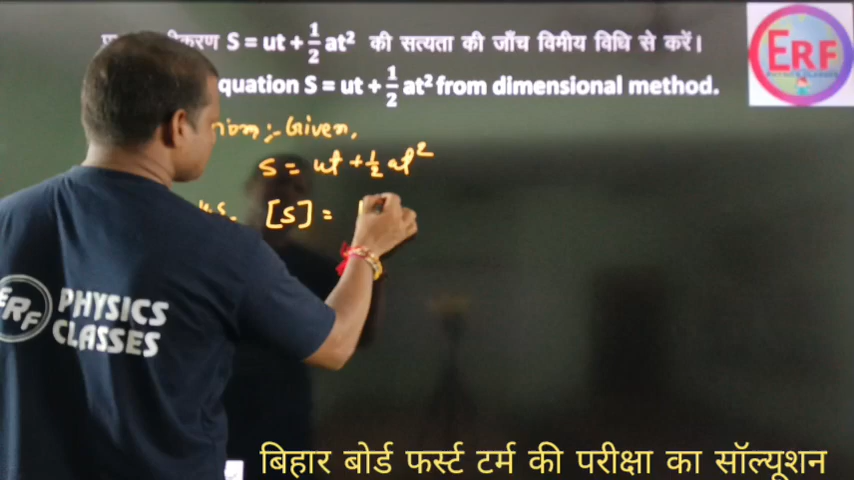 S = ut + 1/2 at² की सत्यता की जाँच विमीय विधि से करें।
quation S = ut + 1/2 at² from dimensional method.
:- Given,
s = ut + 1/2 at²
[s] =
ERF
ERF
PHYSICS
CLASSES
बिहार बोर्ड फर्स्ट टर्म की परीक्षा का सॉल्यूशन